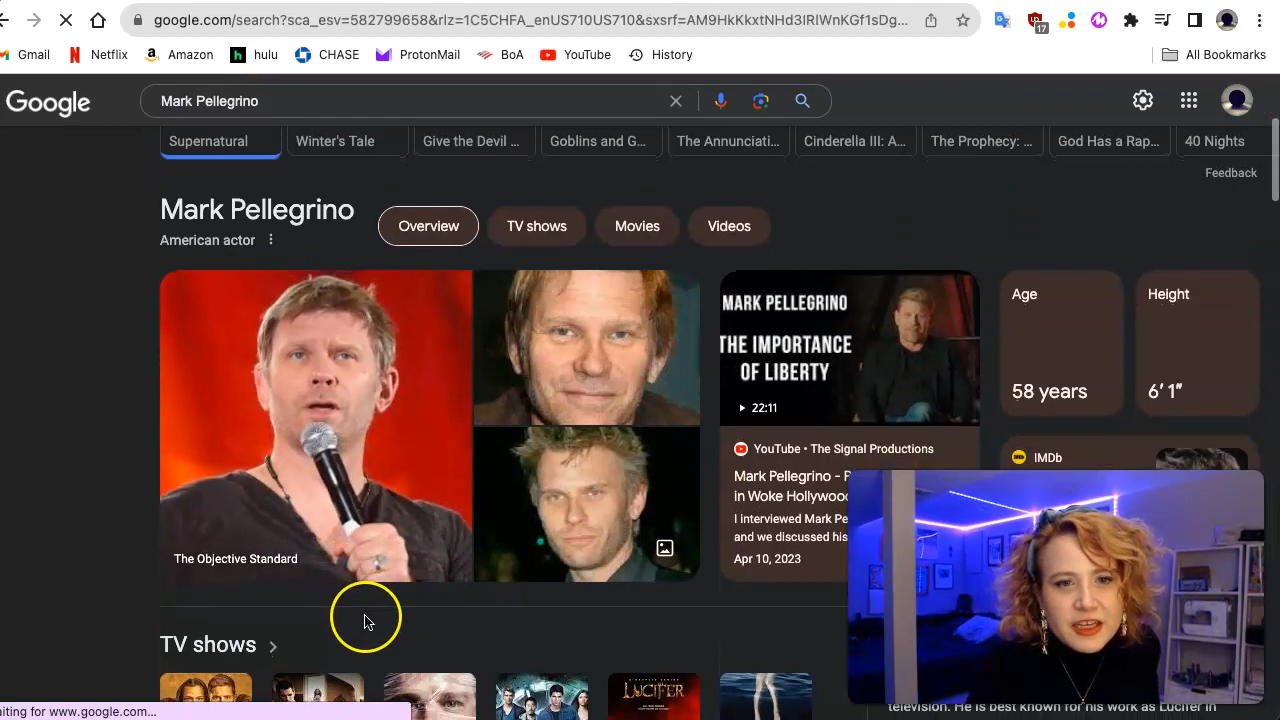 google.com/search?sca_esv=582799658&rlz=1C5CHFA_enUS710US710&sxsrf=AM9HkKkxtNHd3IRlWnKGf1sDg...
17
Gmail Netflix Amazon hulu CHASE ProtonMail BoA YouTube History All Bookmarks
Google Mark Pellegrino
Supernatural Winter's Tale Give the Devil ... Goblins and G... The Annunciati... Cinderella III: A... The Prophecy: ... God Has a Rap... 40 Nights
Feedback
Mark Pellegrino
American actor
Overview TV shows Movies Videos
The Objective Standard
MARK PELLEGRINO
THE IMPORTANCE
OF LIBERTY
22:11
YouTube • The Signal Productions
Mark Pellegrino -
in Woke Hollywood
I interviewed Mark
and we discussed his
Apr 10, 2023
Age
58 years
Height
6′ 1″
IMDb
TV shows
LUCIFER
television. He is best known for his work as Lucifer in
for www.google.com...